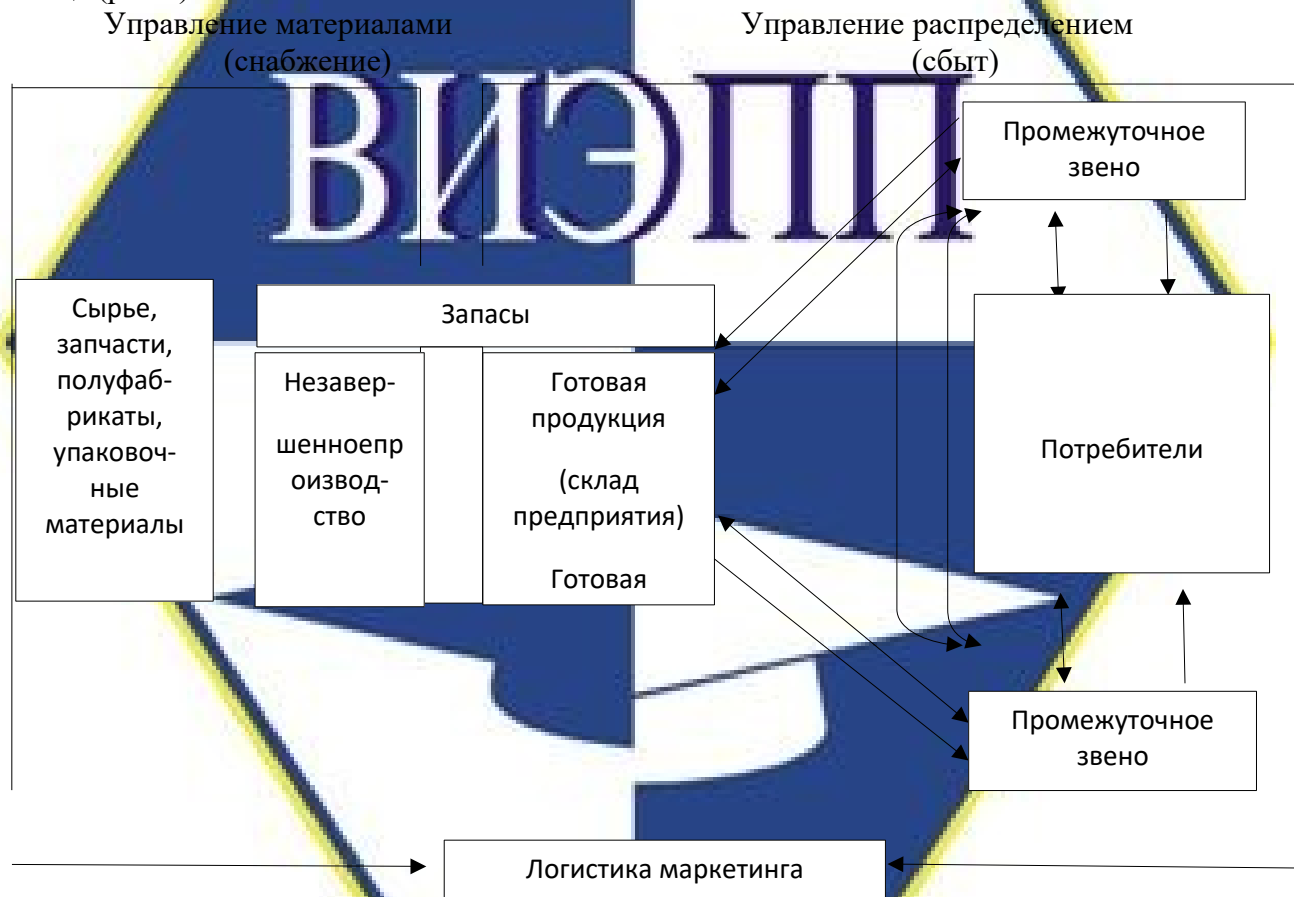 Управление материалами
(снабжение)
Управление распределением
(сбыт)
ВИЭПП
Промежуточное
звено
Сырье,
запчасти,
полуфаб-
рикаты,
упаковоч-
ные
материалы
Запасы
Незавер-
шенноепр
оизвод-
ство
Готовая
продукция
(склад
предприятия)
Готовая
Потребители
Промежуточное
звено
Логистика маркетинга